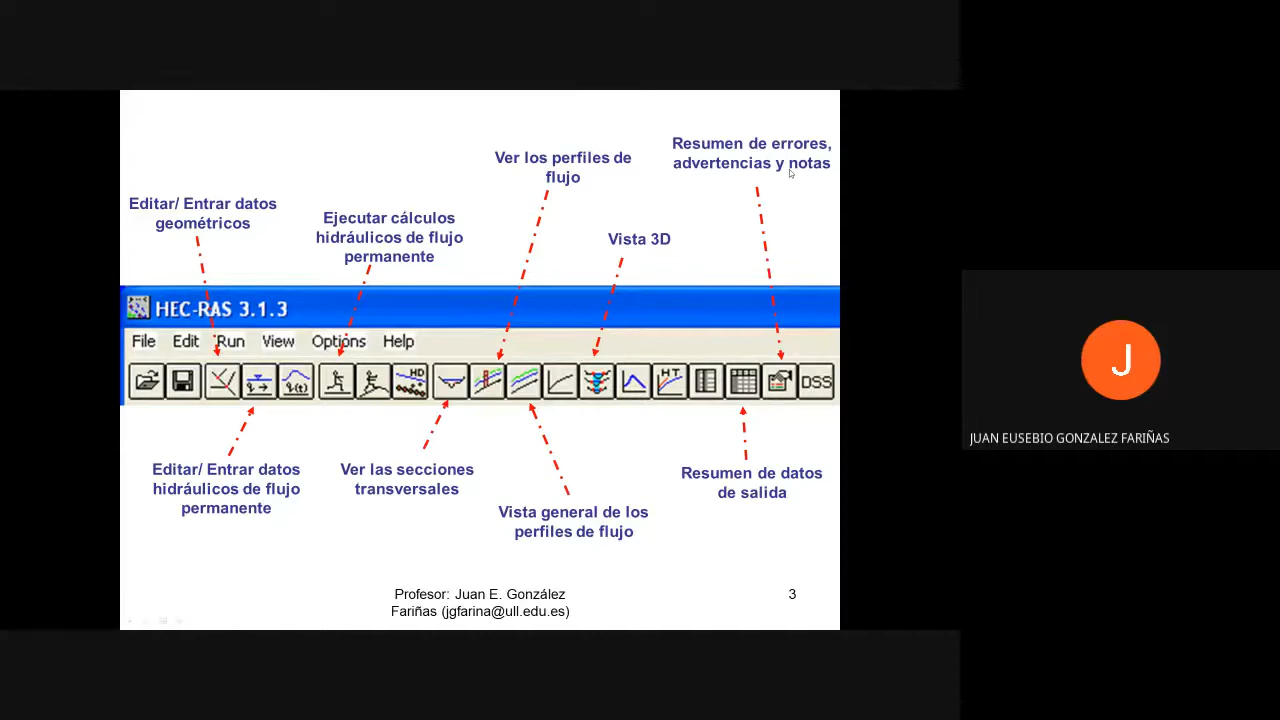 Resumen de errores,
advertencias y notas
Ver los perfiles de
flujo
Editar/ Entrar datos
geométricos
Ejecutar cálculos
hidráulicos de flujo
permanente
Vista 3D
HEC-RAS 3.1.3
File Edit Run View Options Help
q(t)
HD
HT
DSS
Editar/ Entrar datos
hidráulicos de flujo
permanente
Ver las secciones
transversales
Resumen de datos
de salida
Vista general de los
perfiles de flujo
Profesor: Juan E. González
Fariñas (jgfarina@ull.edu.es)
3
J
JUAN EUSEBIO GONZALEZ FARIÑAS